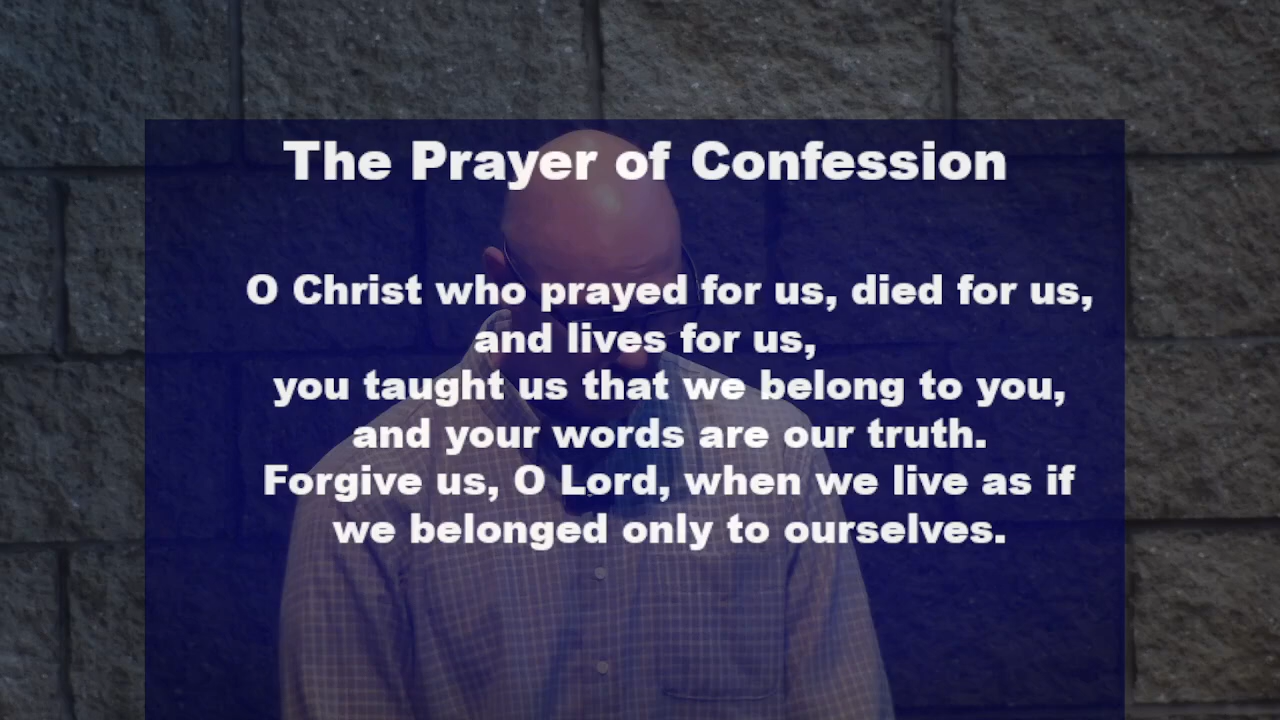 The Prayer of Confession
O Christ who prayed for us, died for us,
and lives for us,
you taught us that we belong to you,
and your words are our truth.
Forgive us, O Lord, when we live as if
we belonged only to ourselves.